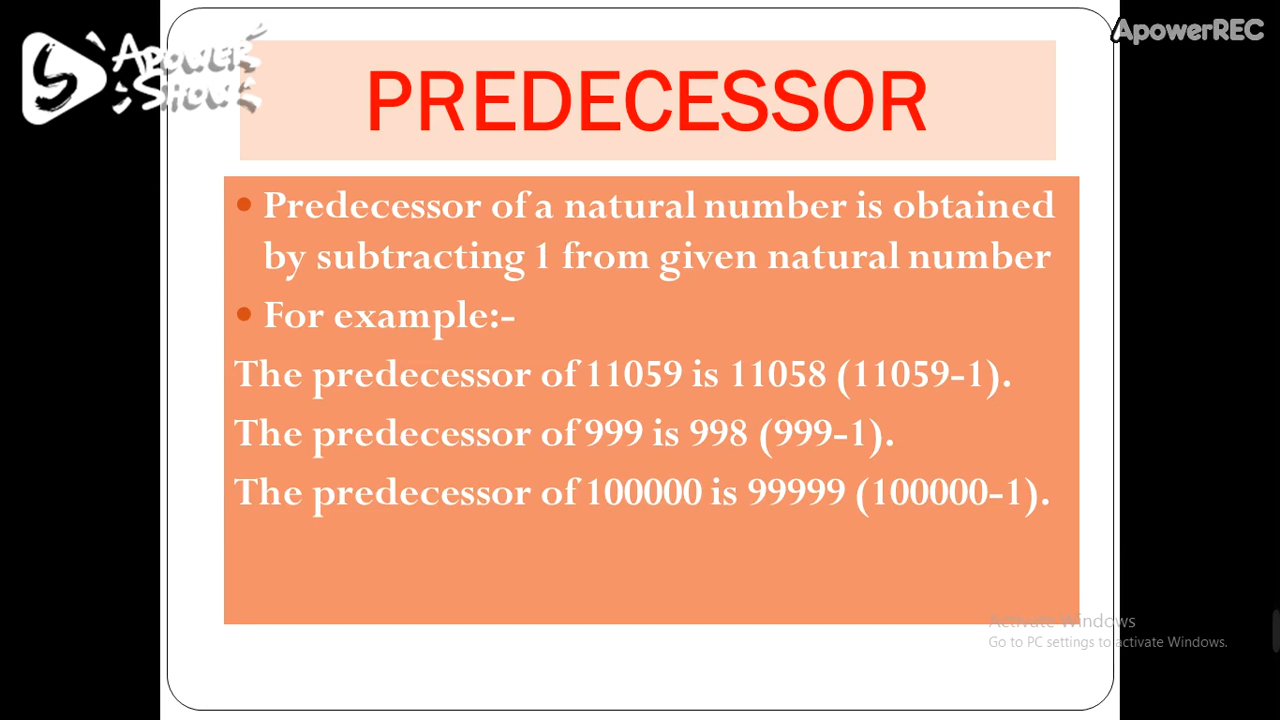 APOWER
SHOW
ApowerREC
PREDECESSOR
• Predecessor of a natural number is obtained
by subtracting 1 from given natural number
• For example:-
The predecessor of 11059 is 11058 (11059-1).
The predecessor of 999 is 998 (999-1).
The predecessor of 100000 is 99999 (100000-1).
Activate Windows
Go to PC settings to activate Windows.